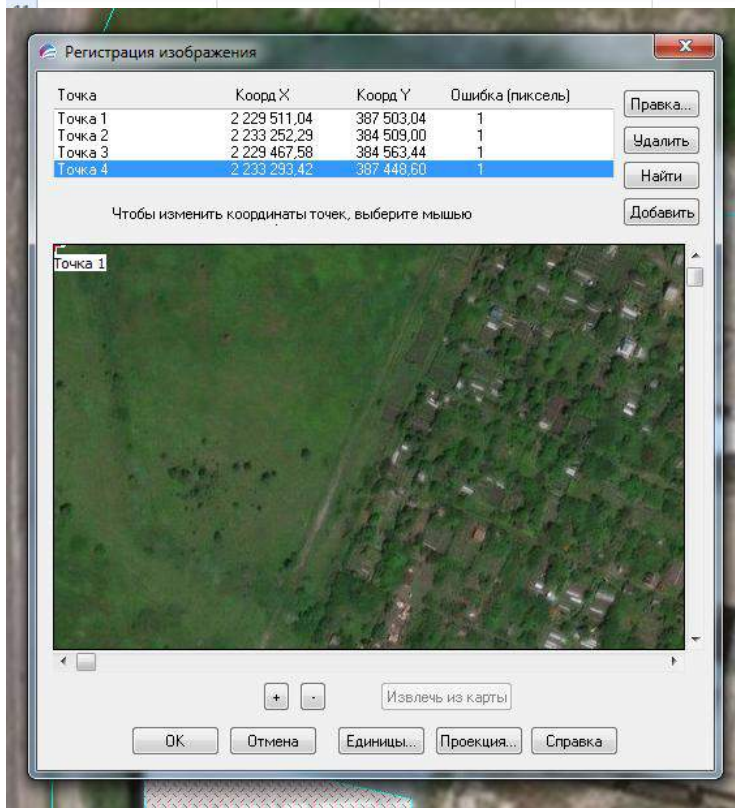 Регистрация изображения
Точка Коорд X Коорд Y Ошибка (пиксель)
Точка 1 2 229 511,04 387 503,04 1
Точка 2 2 233 252,29 384 509,00 1
Точка 3 2 229 467,58 384 563,44 1
Точка 4 2 233 293,42 387 448,60 1
Правка...
Удалить
Найти
Добавить
Чтобы изменить координаты точек, выберите мышью
Точка 1
+ -
Извлечь из карты
ОК Отмена Единицы... Проекция... Справка